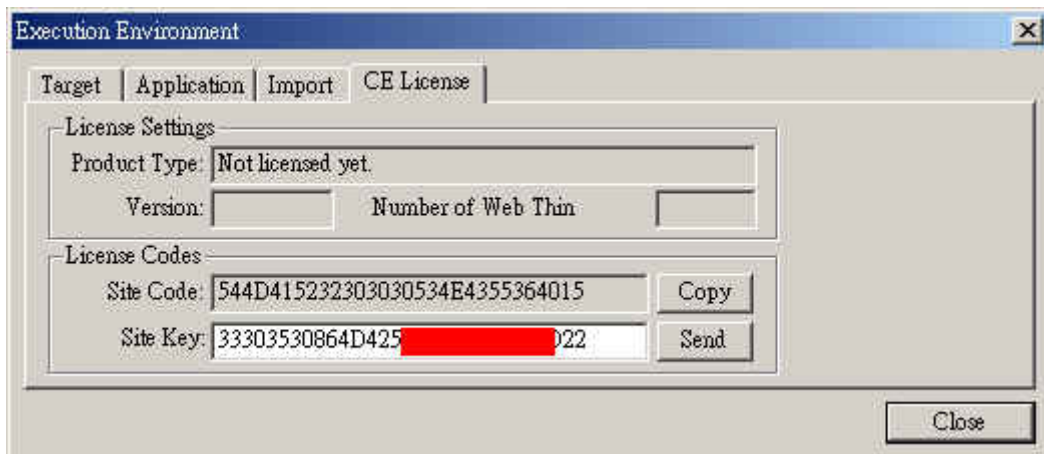 Execution Environment
Target Application Import CE License
License Settings
Product Type: Not licensed yet.
Version: Number of Web Thin
License Codes
Site Code: 544D415232303030534E4355364015 Copy
Site Key: 33303530864D425 022 Send
Close